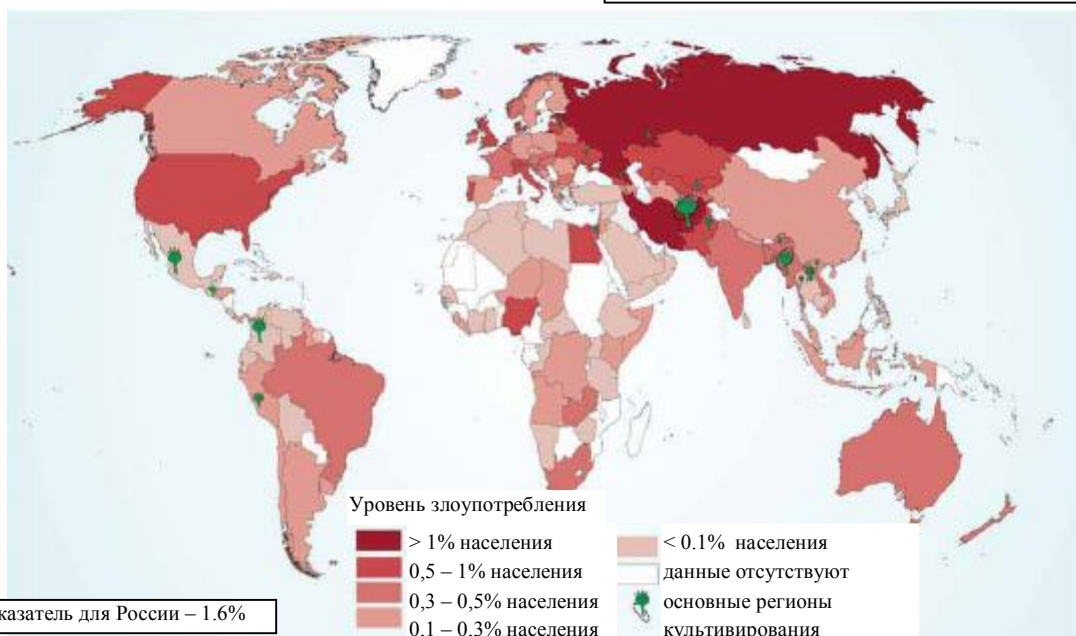 Уровень злоупотребления
> 1% населения
0,5 – 1% населения
0,3 – 0,5% населения
0,1 – 0,3% населения
< 0.1% населения
данные отсутствуют
основные регионы
культивирования
казатель для России – 1.6%